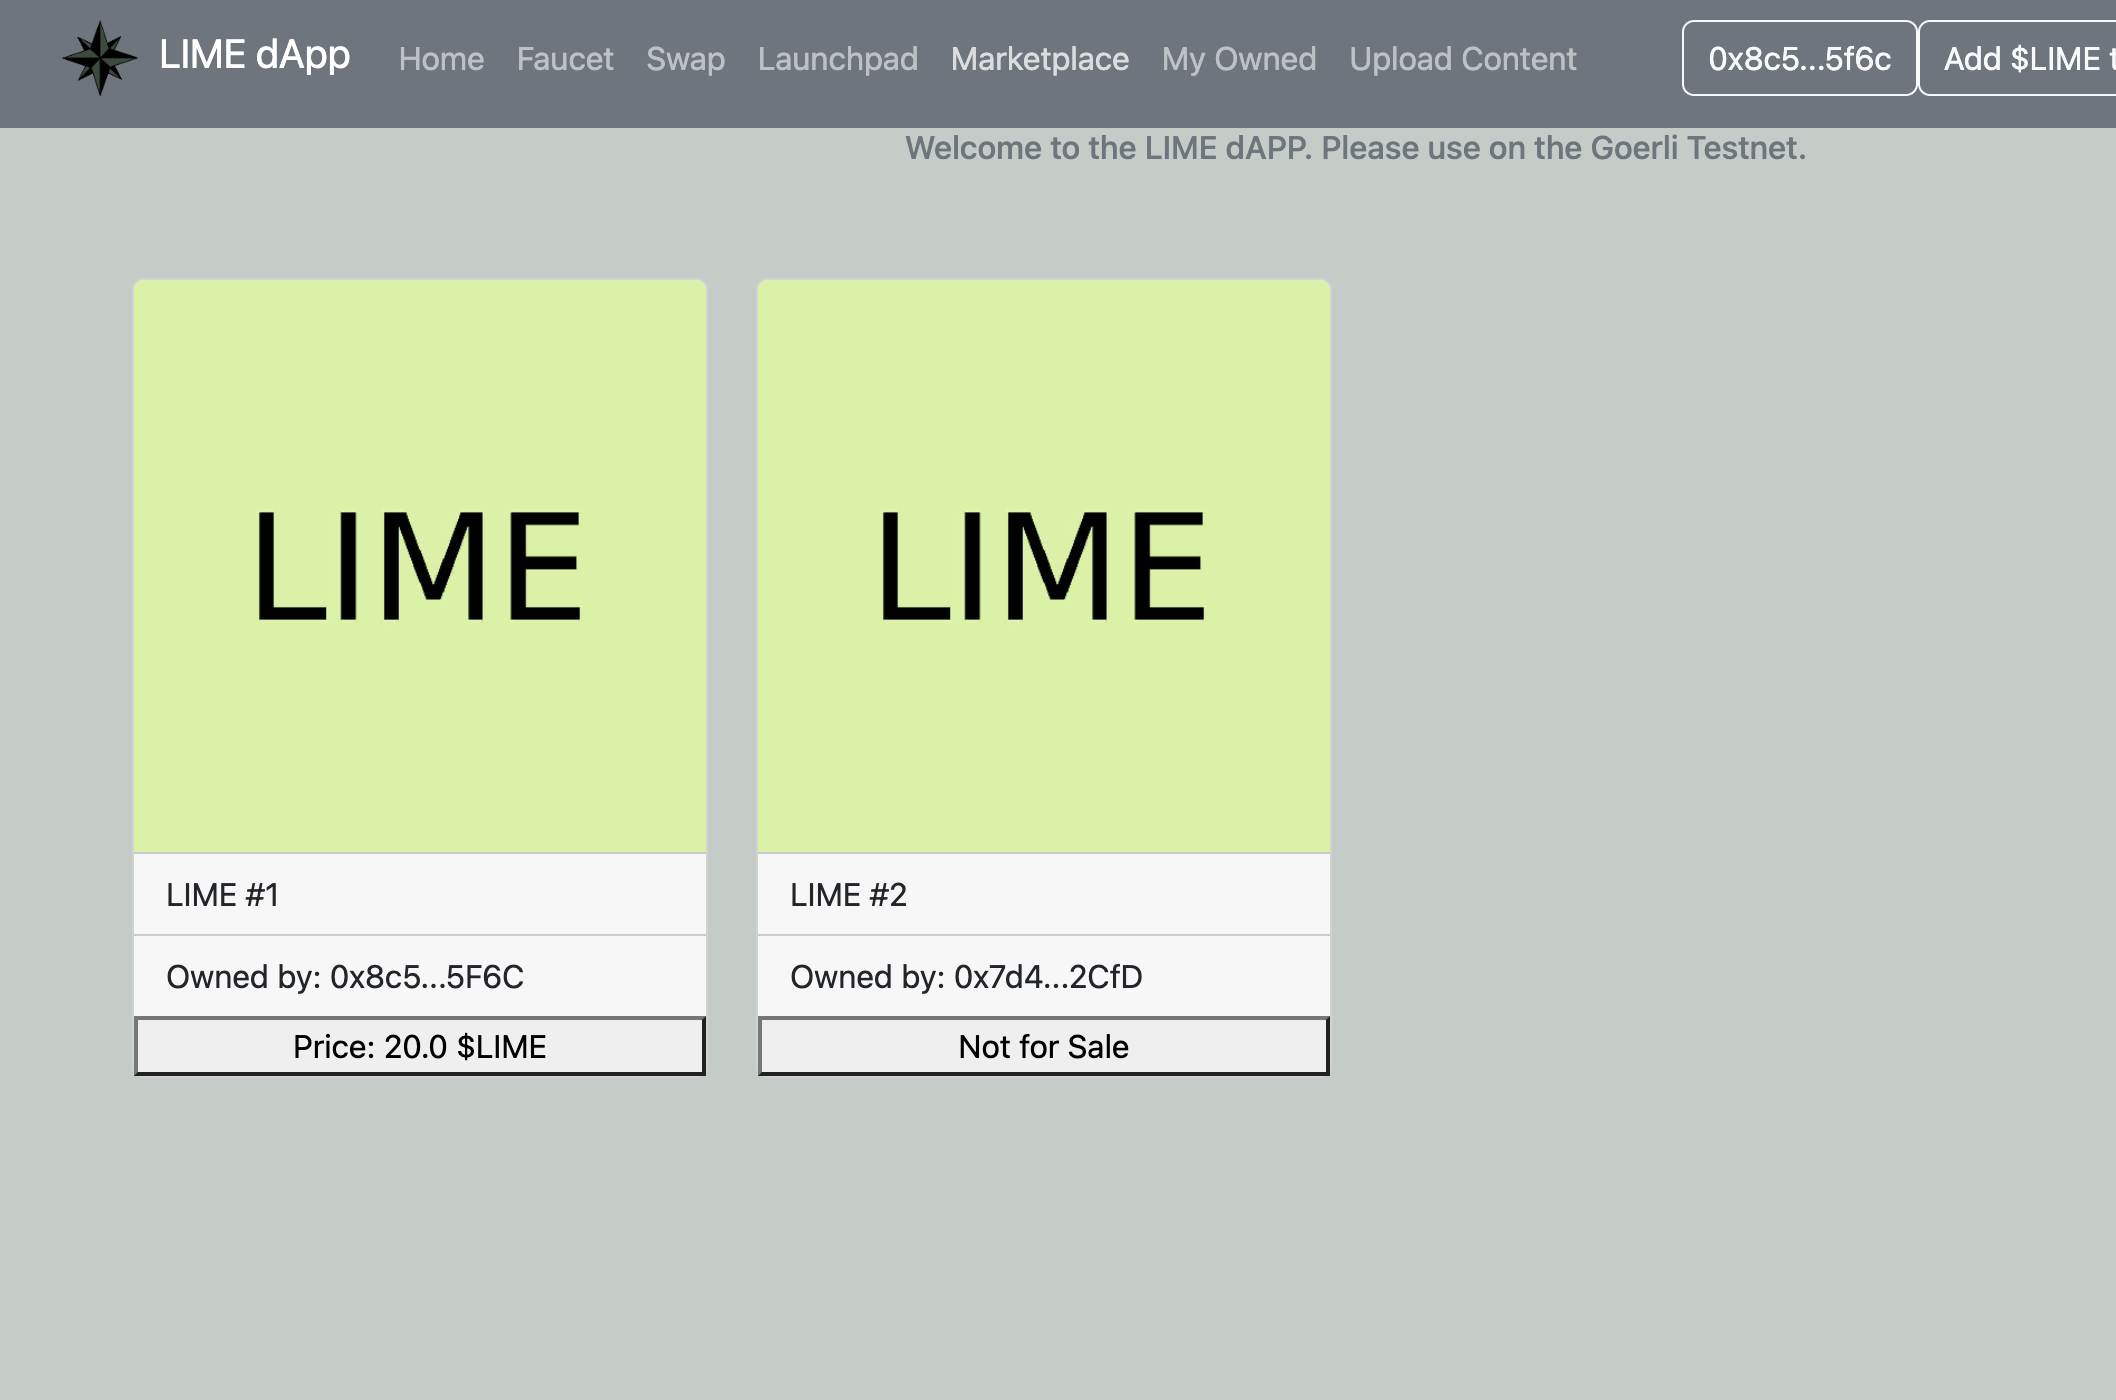 LIME dApp Home Faucet Swap Launchpad Marketplace My Owned Upload Content 0x8c5...5f6c Add $LIME
Welcome to the LIME dAPP. Please use on the Goerli Testnet.
LIME
LIME #1
Owned by: 0x8c5...5F6C
Price: 20.0 $LIME
LIME
LIME #2
Owned by: 0x7d4...2CfD
Not for Sale